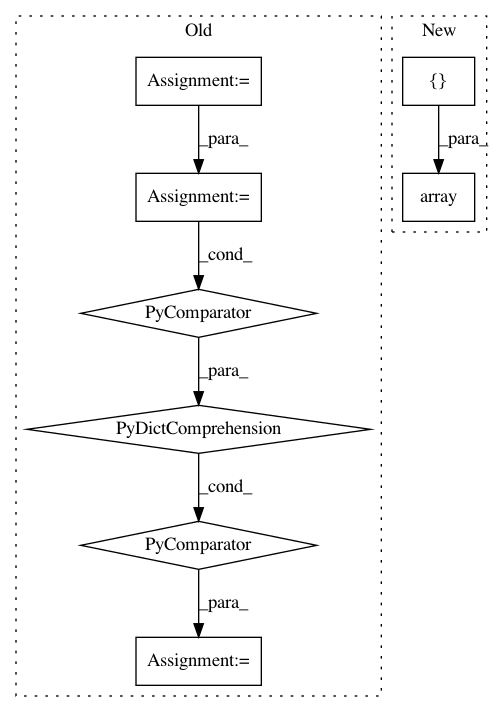 Old
New
Assignment:=
{}
_para_
_para_
Assignment:=
array
_cond_
PyComparator
_para_
PyDictComprehension
_cond_
PyComparator
_para_
Assignment:=